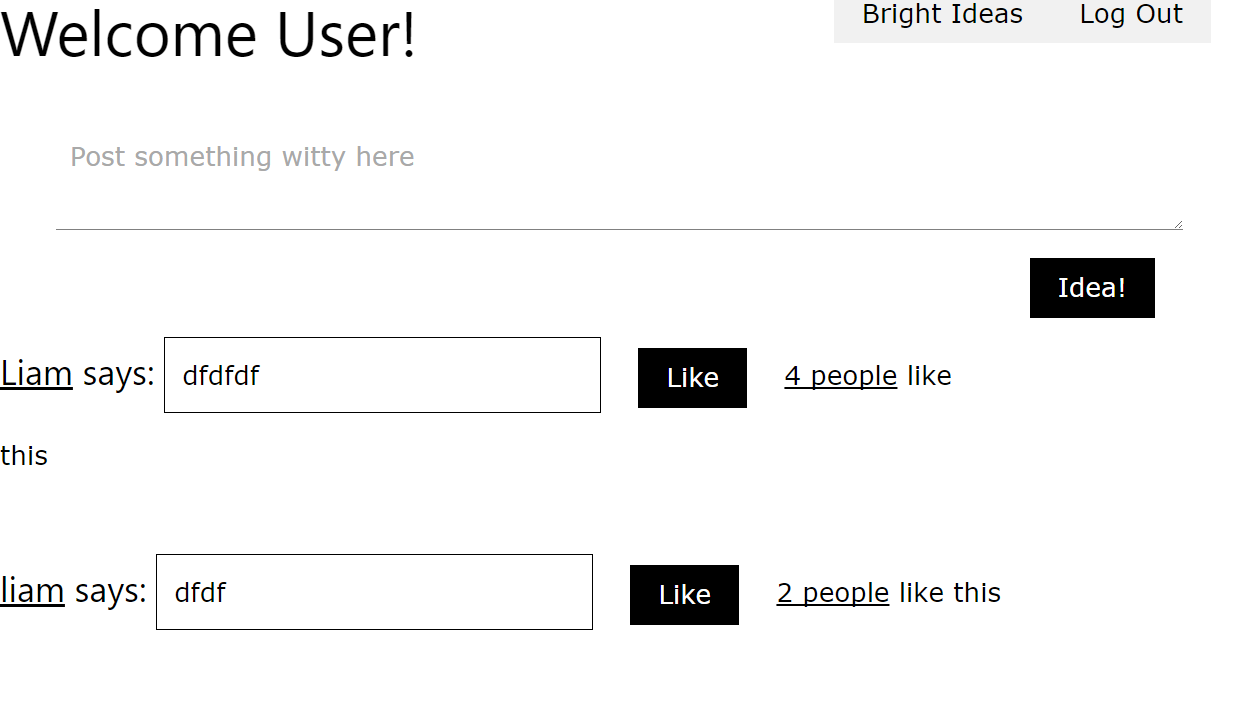 Welcome User!
Bright Ideas Log Out
Post something witty here
Idea!
Liam says: dfdfdf Like 4 people like
this
liam says: dfdf Like 2 people like this